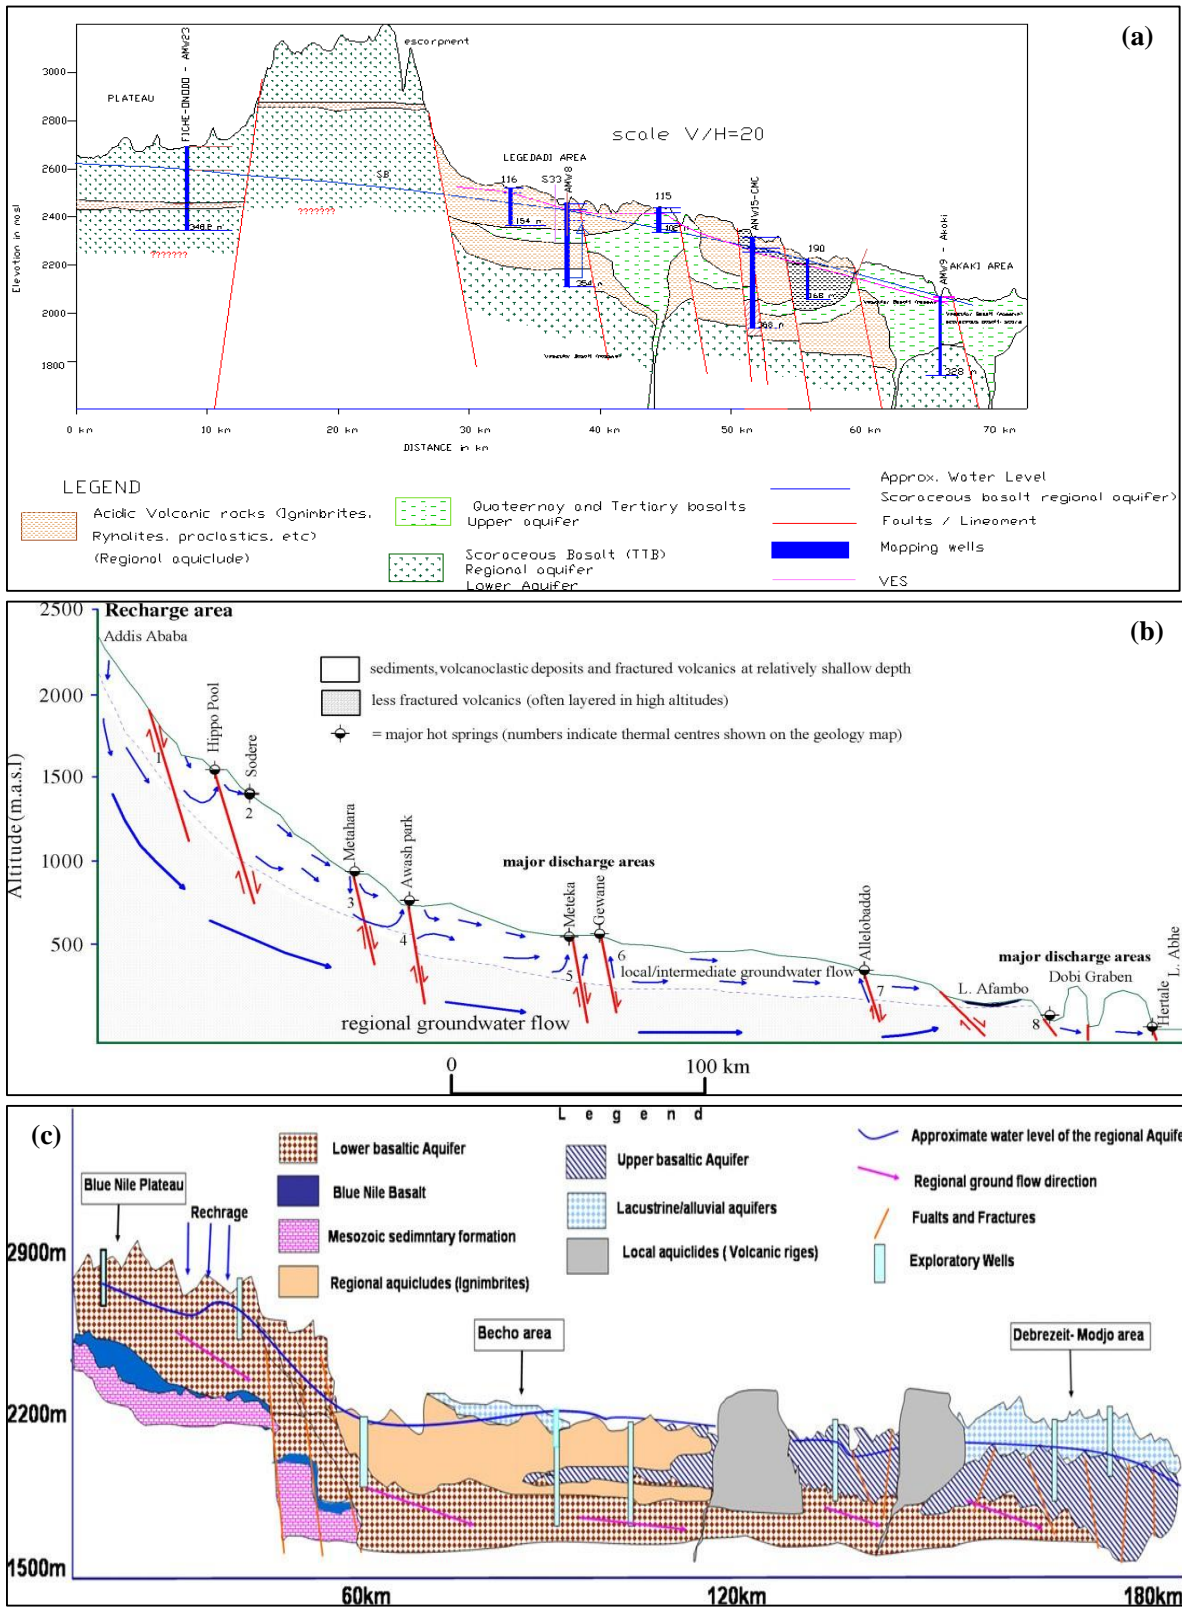 (a)
escorpment
FICHE-ONODO - AMW23
PLATEAU
3000
2800
2600
2400
2200
2000
1800
Elevation in masl
scale V/H=20
LEGEDADI AREA
116
S33
AMW8
115
AMW15-CMC
190
AMW9 - Akaki
AKAKI AREA
SB
154 m
354 m
???????
???????
328 m
0 km
10 km
20 km
30 km
40 km
50 km
60 km
70 km
DISTANCE in km
LEGEND
Acidic Volcanic rocks (Ignimbrites,
Ryholites, proclastics, etc)
(Regional aquiclude)
Quaternay and Tertiary basalts
Upper aquifer
Scoraceous Basalt (TTB)
Regional aquifer
Lower Aquifer
Approx. Water Level
Scoraceous basalt regional aquifer)
Faults / Lineament
Mapping wells
VES
(b)
2500
Recharge area
Addis Ababa
2000
1500
1000
500
Altitude (m.a.s.l)
sediments, volcanoclastic deposits and fractured volcanics at relatively shallow depth
less fractured volcanics (often layered in high altitudes)
= major hot springs (numbers indicate thermal centres shown on the geology map)
1
Hippo Pool
Sodere
2
Metahara
3
Awash park
4
major discharge areas
Meteka
5
Gewane
6
local/intermediate groundwater flow
Allelobaddo
7
L. Afambo
major discharge areas
Dobi Graben
8
Hertale
L. Abhe
regional groundwater flow
0
100 km
(c)
L e g e n d
Lower basaltic Aquifer
Blue Nile Basalt
Mesozoic sedimntary formation
Regional aquicludes (Ignimbrites)
Upper basaltic Aquifer
Lacustrine/alluvial aquifers
Local aquiclides ( Volcanic riges)
Approximate water level of the regional Aquife
Regional ground flow direction
Fualts and Fractures
Exploratory Wells
Blue Nile Plateau
Rechrage
Becho area
Debrezeit- Modjo area
2900m
2200m
1500m
60km
120km
180km